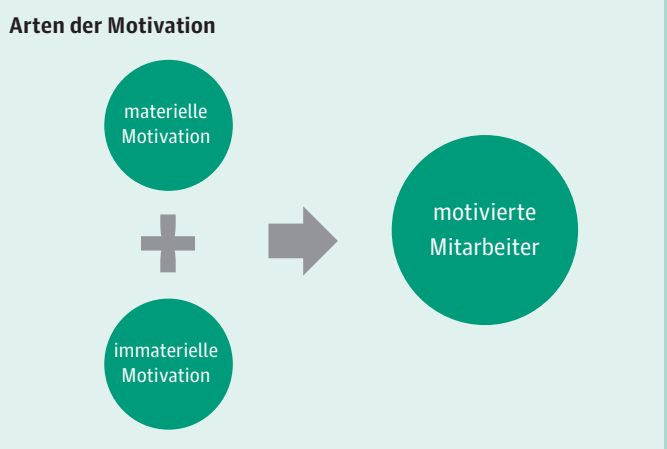 Arten der Motivation
materielle
Motivation
immaterielle
Motivation
motivierte
Mitarbeiter